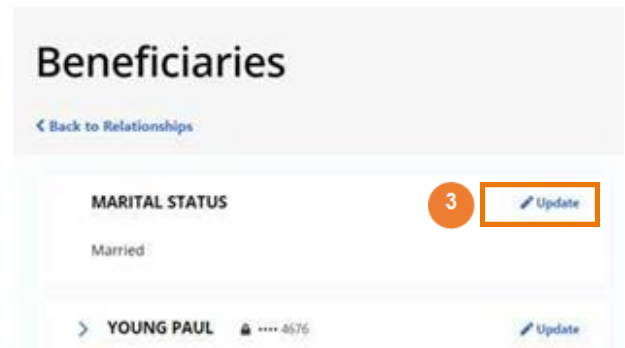 Beneficiaries
Back to Relationships
MARITAL STATUS 3 Update
Married
YOUNG PAUL •••• 4676 Update